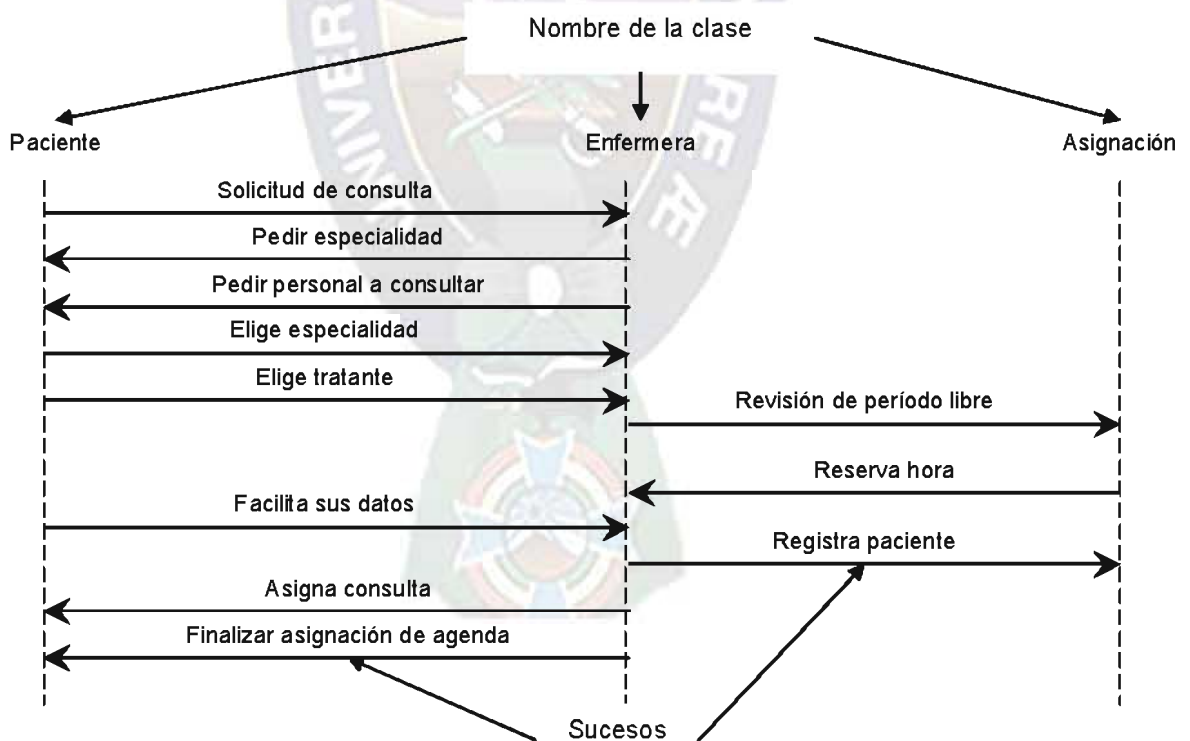 Nombre de la clase
Paciente
Enfermera
Asignación
Solicitud de consulta
Pedir especialidad
Pedir personal a consultar
Elige especialidad
Elige tratante
Revisión de período libre
Reserva hora
Facilita sus datos
Registra paciente
Asigna consulta
Finalizar asignación de agenda
Sucesos